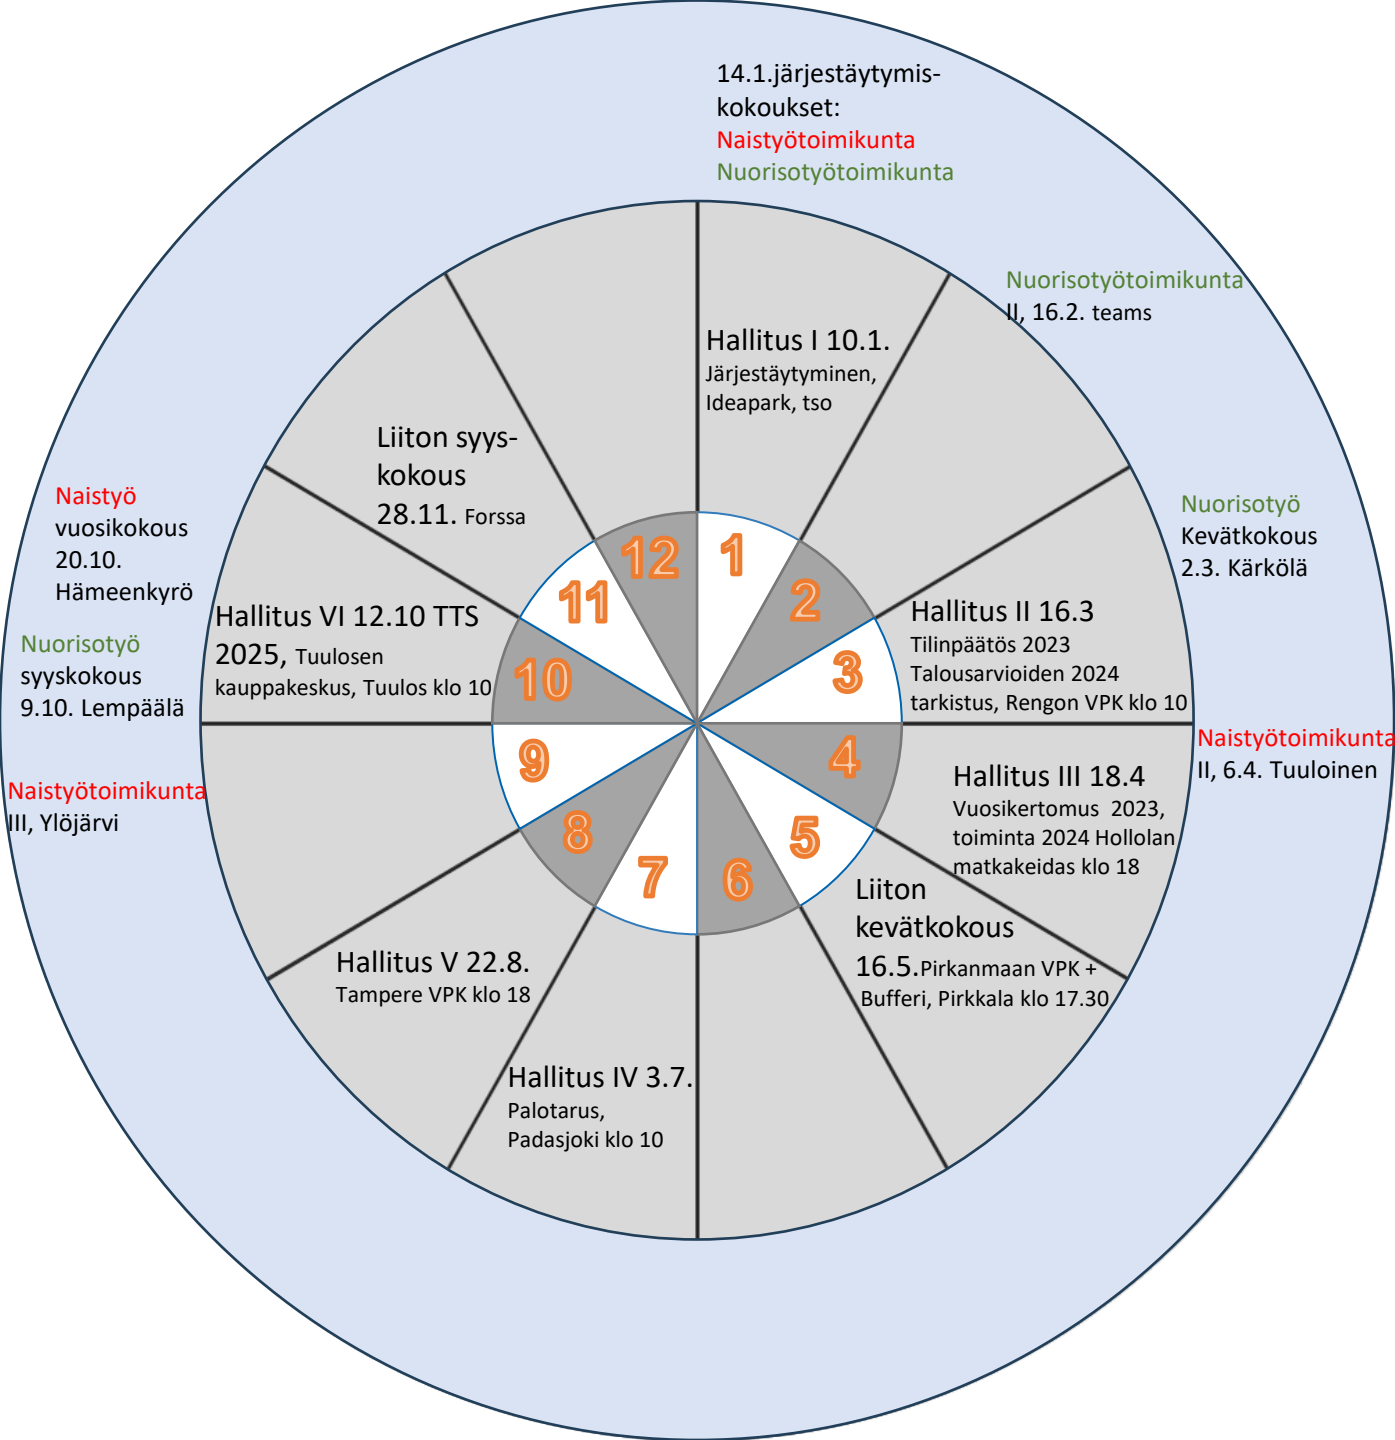 14.1.järjestäytymis-
kokoukset:
Naistyötoimikunta
Nuorisotyötoimikunta
Nuorisotyötoimikunta
II, 16.2. teams
Hallitus I 10.1.
Järjestäytyminen,
Ideapark, tso
Liiton syys-
kokous
28.11. Forssa
Naistyö
vuosikokous
20.10.
Hämeenkyrö
Nuorisotyö
Kevätkokous
2.3. Kärkölä
Hallitus VI 12.10 TTS
2025, Tuulosen
kauppakeskus, Tuulos klo 10
Nuorisotyö
syyskokous
9.10. Lempäälä
Hallitus II 16.3
Tilinpäätös 2023
Talousarvioiden 2024
tarkistus, Rengon VPK klo 10
1
2
3
4
5
6
7
8
9
10
11
12
Naistyötoimikunta
II, 6.4. Tuuloinen
Hallitus III 18.4
Vuosikertomus 2023,
toiminta 2024 Hollolan
matkakeidas klo 18
Naistyötoimikunta
III, Ylöjärvi
Liiton
kevätkokous
16.5.Pirkanmaan VPK +
Bufferi, Pirkkala klo 17.30
Hallitus V 22.8.
Tampere VPK klo 18
Hallitus IV 3.7.
Palotarus,
Padasjoki klo 10